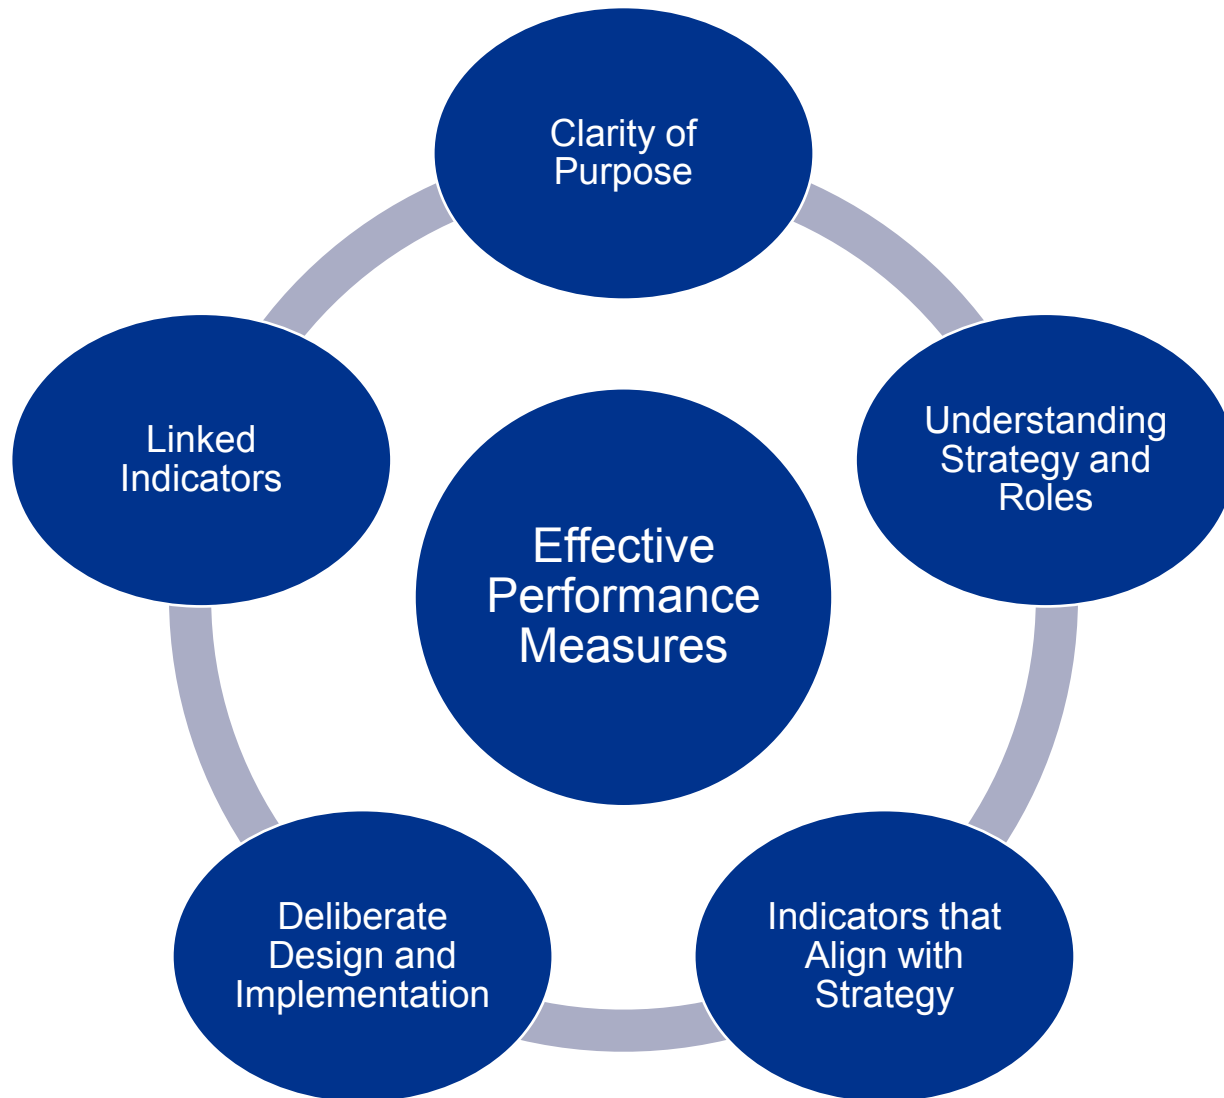 Clarity of
Purpose
Understanding
Strategy and
Roles
Linked
Indicators
Effective
Performance
Measures
Deliberate
Design and
Implementation
Indicators that
Align with
Strategy